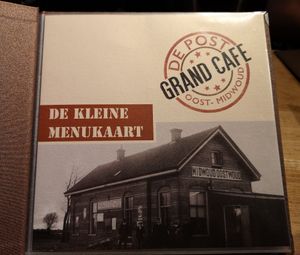 DE POST
GRAND CAFE
OOST-MIDWOUD
DE KLEINE
MENUKAART
MIDWOUD OOSTWOUD